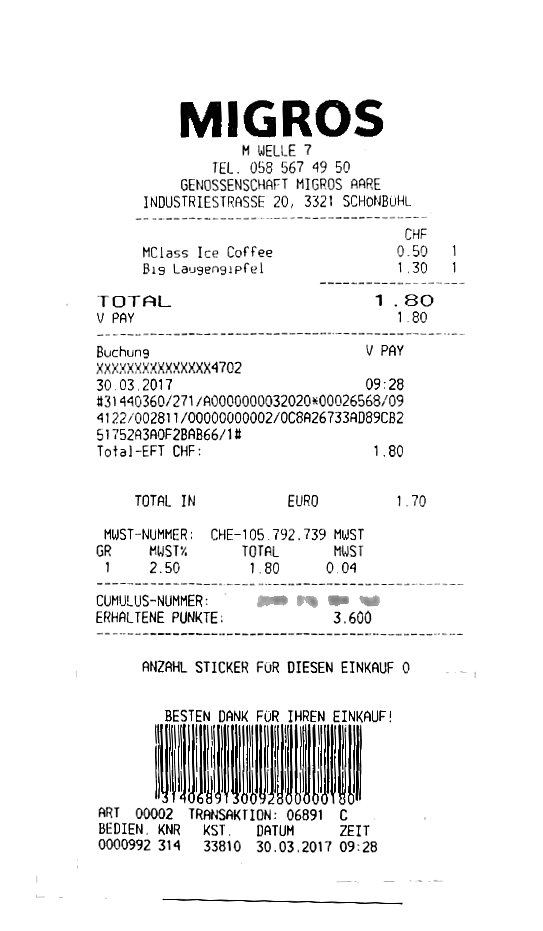 MIGROS
M WELLE 7
TEL. 058 567 49 50
GENOSSENSCHAFT MIGROS AARE
INDUSTRIESTRASSE 20, 3321 SCHÖNBÜHL
CHF
MClass Ice Coffee 0.50 1
Big Laugengipfel 1.30 1
TOTAL 1.80
V PAY 1.80
Buchung V PAY
XXXXXXXXXXXXXXX4702
30.03.2017 09:28
#31440360/271/A0000000032020*00026568/09
4122/002811/00000000002/0C8A26733AD89CB2
51752A3A0F2BAB66/1#
Total-EFT CHF: 1.80
TOTAL IN EURO 1.70
MWST-NUMMER: CHE-105.792.739 MWST
GR MWST% TOTAL MWST
1 2.50 1.80 0.04
CUMULUS-NUMMER:
ERHALTENE PUNKTE: 3.600
ANZAHL STICKER FÜR DIESEN EINKAUF 0
BESTEN DANK FÜR IHREN EINKAUF!
*3140689130092800000180*
ART 00002 TRANSAKTION: 06891 C
BEDIEN. KNR KST. DATUM ZEIT
0000992 314 33810 30.03.2017 09:28